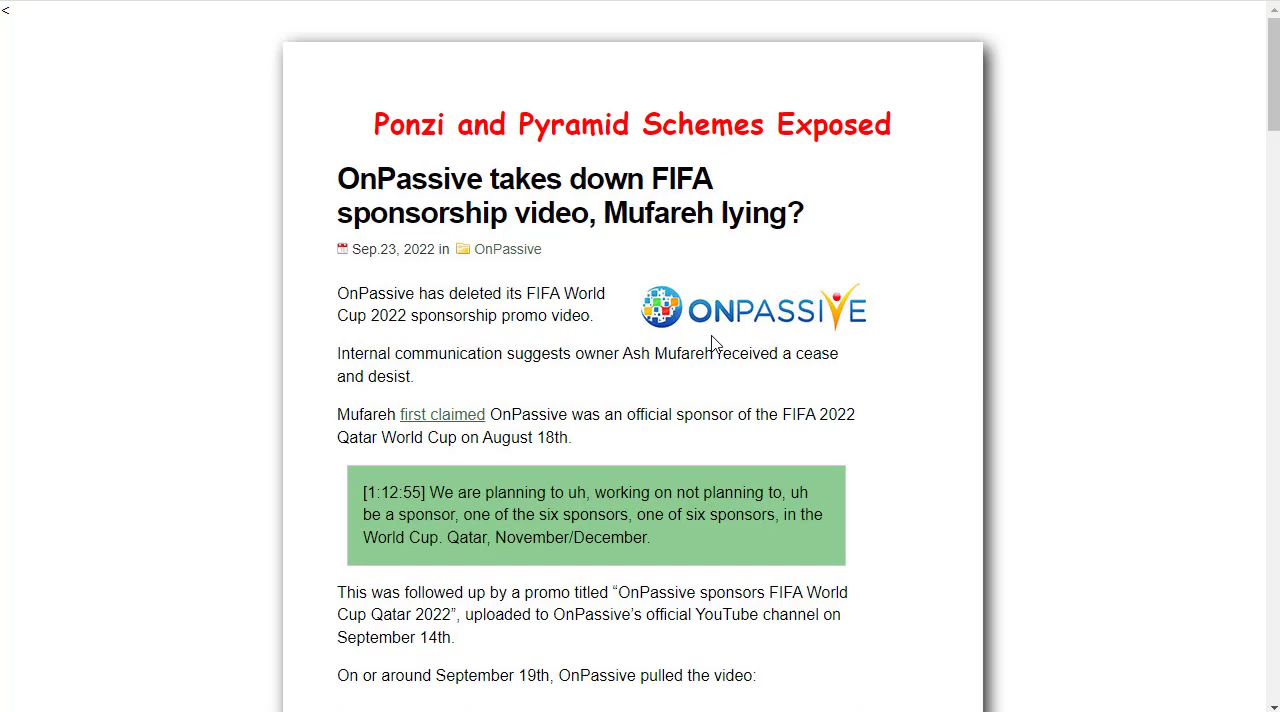 <
Ponzi and Pyramid Schemes Exposed
OnPassive takes down FIFA
sponsorship video, Mufareh lying?
Sep.23, 2022 in OnPassive
OnPassive has deleted its FIFA World
Cup 2022 sponsorship promo video.
ONPASSIVE
Internal communication suggests owner Ash Mufareh received a cease
and desist.
Mufareh first claimed OnPassive was an official sponsor of the FIFA 2022
Qatar World Cup on August 18th.
[1:12:55] We are planning to uh, working on not planning to, uh
be a sponsor, one of the six sponsors, one of six sponsors, in the
World Cup. Qatar, November/December.
This was followed up by a promo titled “OnPassive sponsors FIFA World
Cup Qatar 2022”, uploaded to OnPassive’s official YouTube channel on
September 14th.
On or around September 19th, OnPassive pulled the video: